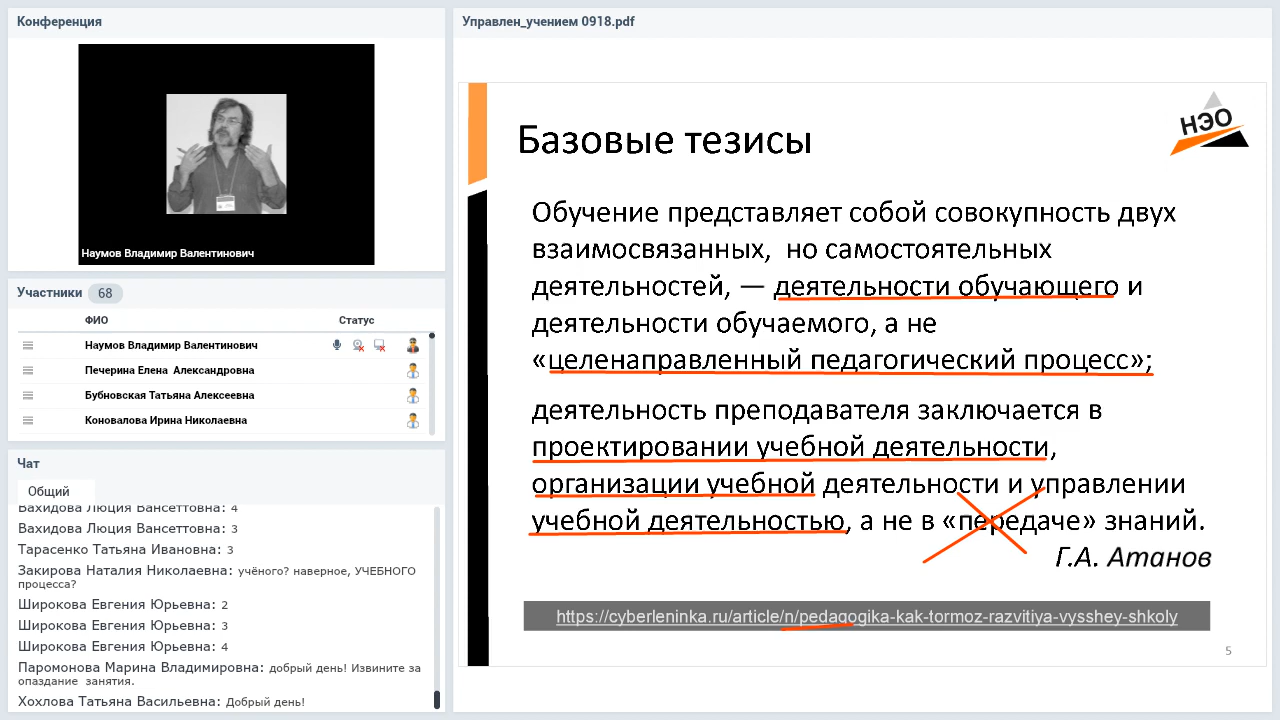 Конференция
Наумов Владимир Валентинович
Участники 68
ФИО Статус
Наумов Владимир Валентинович
Печерина Елена Александровна
Бубновская Татьяна Алексеевна
Коновалова Ирина Николаевна
Чат
Общий
Вахидова Люция Вансеттовна: 4
Вахидова Люция Вансеттовна: 3
Тарасенко Татьяна Ивановна: 3
Закирова Наталия Николаевна: учёного? наверное, УЧЕБНОГО
процесса?
Широкова Евгения Юрьевна: 2
Широкова Евгения Юрьевна: 3
Широкова Евгения Юрьевна: 4
Паромонова Марина Владимировна: добрый день! Извините за
опаздание занятия.
Хохлова Татьяна Васильевна: Добрый день!
Управлен_учением 0918.pdf
НЭО
Базовые тезисы
Обучение представляет собой совокупность двух
взаимосвязанных, но самостоятельных
деятельностей, — деятельности обучающего и
деятельности обучаемого, а не
«целенаправленный педагогический процесс»;
деятельность преподавателя заключается в
проектировании учебной деятельности,
организации учебной деятельности и управлении
учебной деятельностью, а не в «передаче» знаний.
Г.А. Атанов
https://cyberleninka.ru/article/n/pedagogika-kak-tormoz-razvitiya-vysshey-shkoly
5